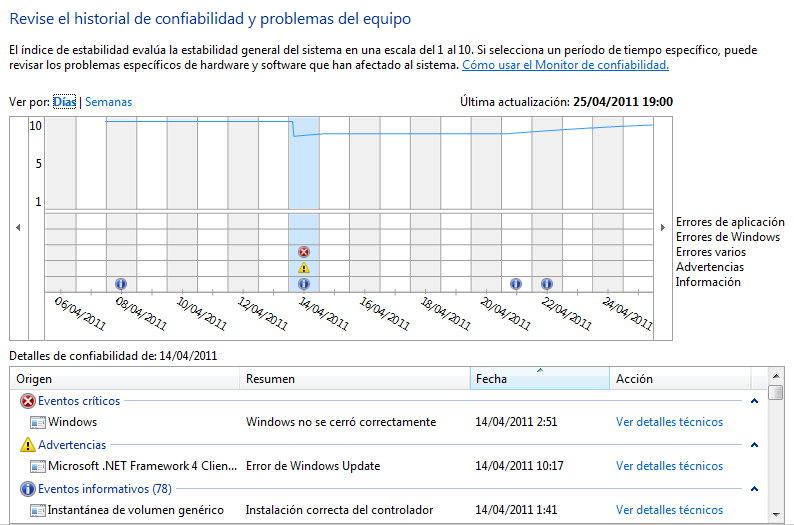 Revise el historial de confiabilidad y problemas del equipo
El índice de estabilidad evalúa la estabilidad general del sistema en una escala del 1 al 10. Si selecciona un período de tiempo específico, puede
revisar los problemas específicos de hardware y software que han afectado al sistema. Cómo usar el Monitor de confiabilidad.
Ver por: Días | Semanas Última actualización: 25/04/2011 19:00
10
5
1
Errores de aplicación
Errores de Windows
Errores varios
Advertencias
Información
06/04/2011 08/04/2011 10/04/2011 12/04/2011 14/04/2011 16/04/2011 18/04/2011 20/04/2011 22/04/2011 24/04/2011
Detalles de confiabilidad de: 14/04/2011
Origen Resumen Fecha Acción
Eventos críticos
Windows Windows no se cerró correctamente 14/04/2011 2:51 Ver detalles técnicos
Advertencias
Microsoft .NET Framework 4 Clien... Error de Windows Update 14/04/2011 10:17 Ver detalles técnicos
Eventos informativos (78)
Instantánea de volumen genérico Instalación correcta del controlador 14/04/2011 1:41 Ver detalles técnicos